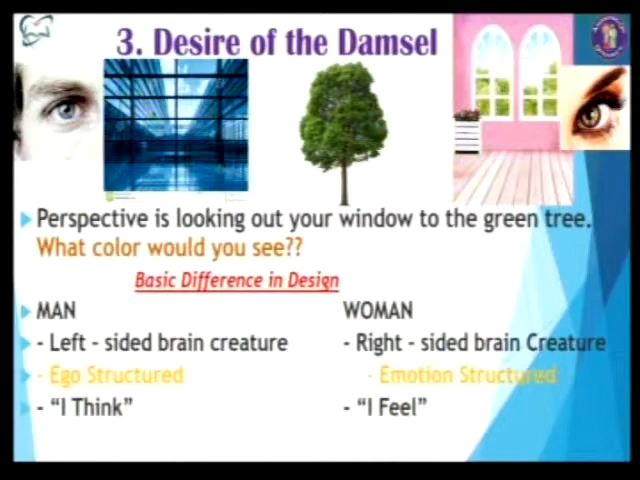 3. Desire of the Damsel
Perspective is looking out your window to the green tree.
What color would you see??
Basic Difference in Design
MAN WOMAN
- Left - sided brain creature - Right - sided brain Creature
- Ego Structured - Emotion Structured
- “I Think” - “I Feel”